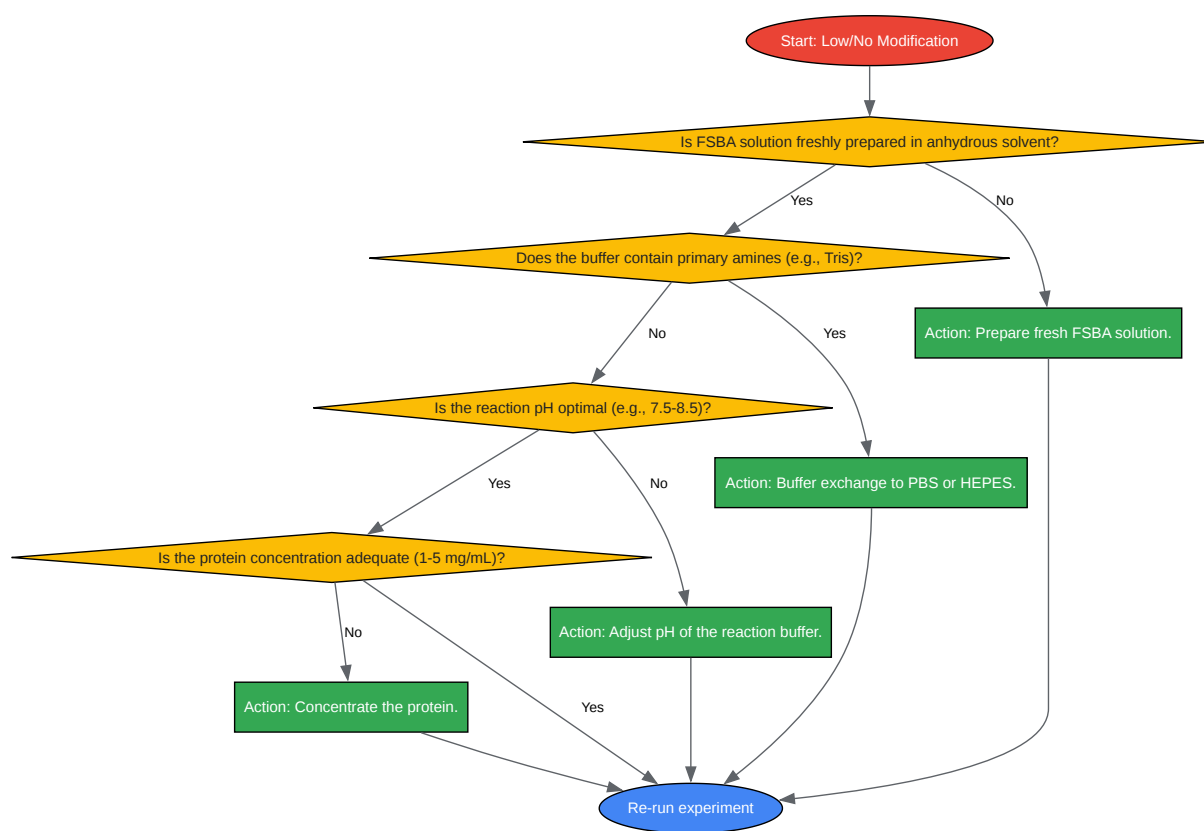 Start: Low/No Modification
Is FSBA solution freshly prepared in anhydrous solvent?
Yes
No
Does the buffer contain primary amines (e.g., Tris)?
No
Yes
Action: Prepare fresh FSBA solution.
Is the reaction pH optimal (e.g., 7.5-8.5)?
Yes
No
Action: Buffer exchange to PBS or HEPES.
Is the protein concentration adequate (1-5 mg/mL)?
No
Action: Adjust pH of the reaction buffer.
Action: Concentrate the protein.
Yes
Re-run experiment